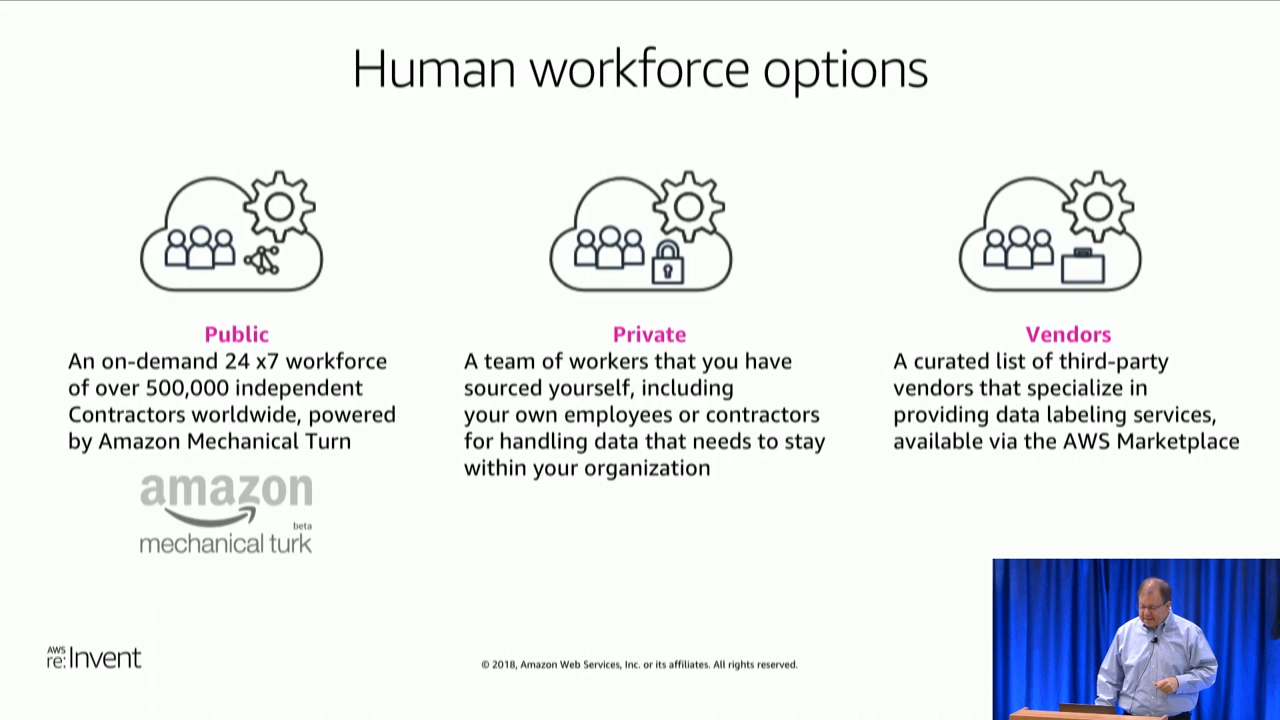 Human workforce options
Public
An on-demand 24 x7 workforce
of over 500,000 independent
Contractors worldwide, powered
by Amazon Mechanical Turn
amazon
beta
mechanical turk
Private
A team of workers that you have
sourced yourself, including
your own employees or contractors
for handling data that needs to stay
within your organization
Vendors
A curated list of third-party
vendors that specialize in
providing data labeling services,
available via the AWS Marketplace
AWS
re:Invent
© 2018, Amazon Web Services, Inc. or its affiliates. All rights reserved.